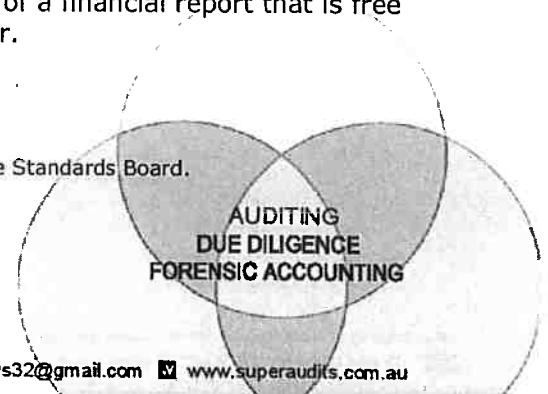 of a financial report that is free
r.
e Standards Board.
AUDITING
DUE DILIGENCE
FORENSIC ACCOUNTING
s32@gmail.com www.superaudits.com.au